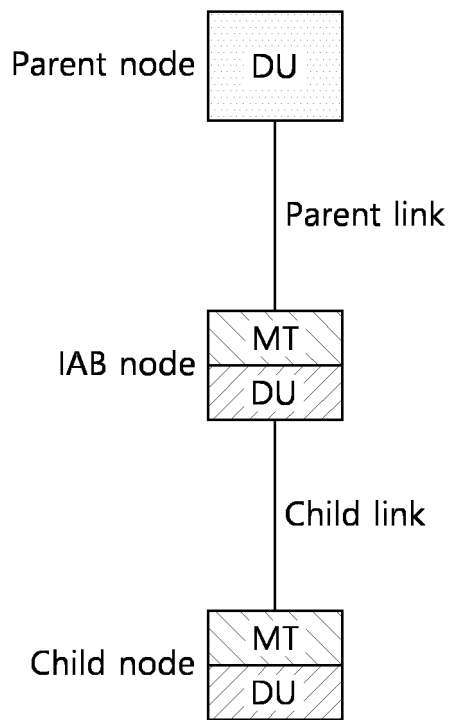 Parent node DU
Parent link
MT
IAB node
DU
Child link
MT
Child node
DU